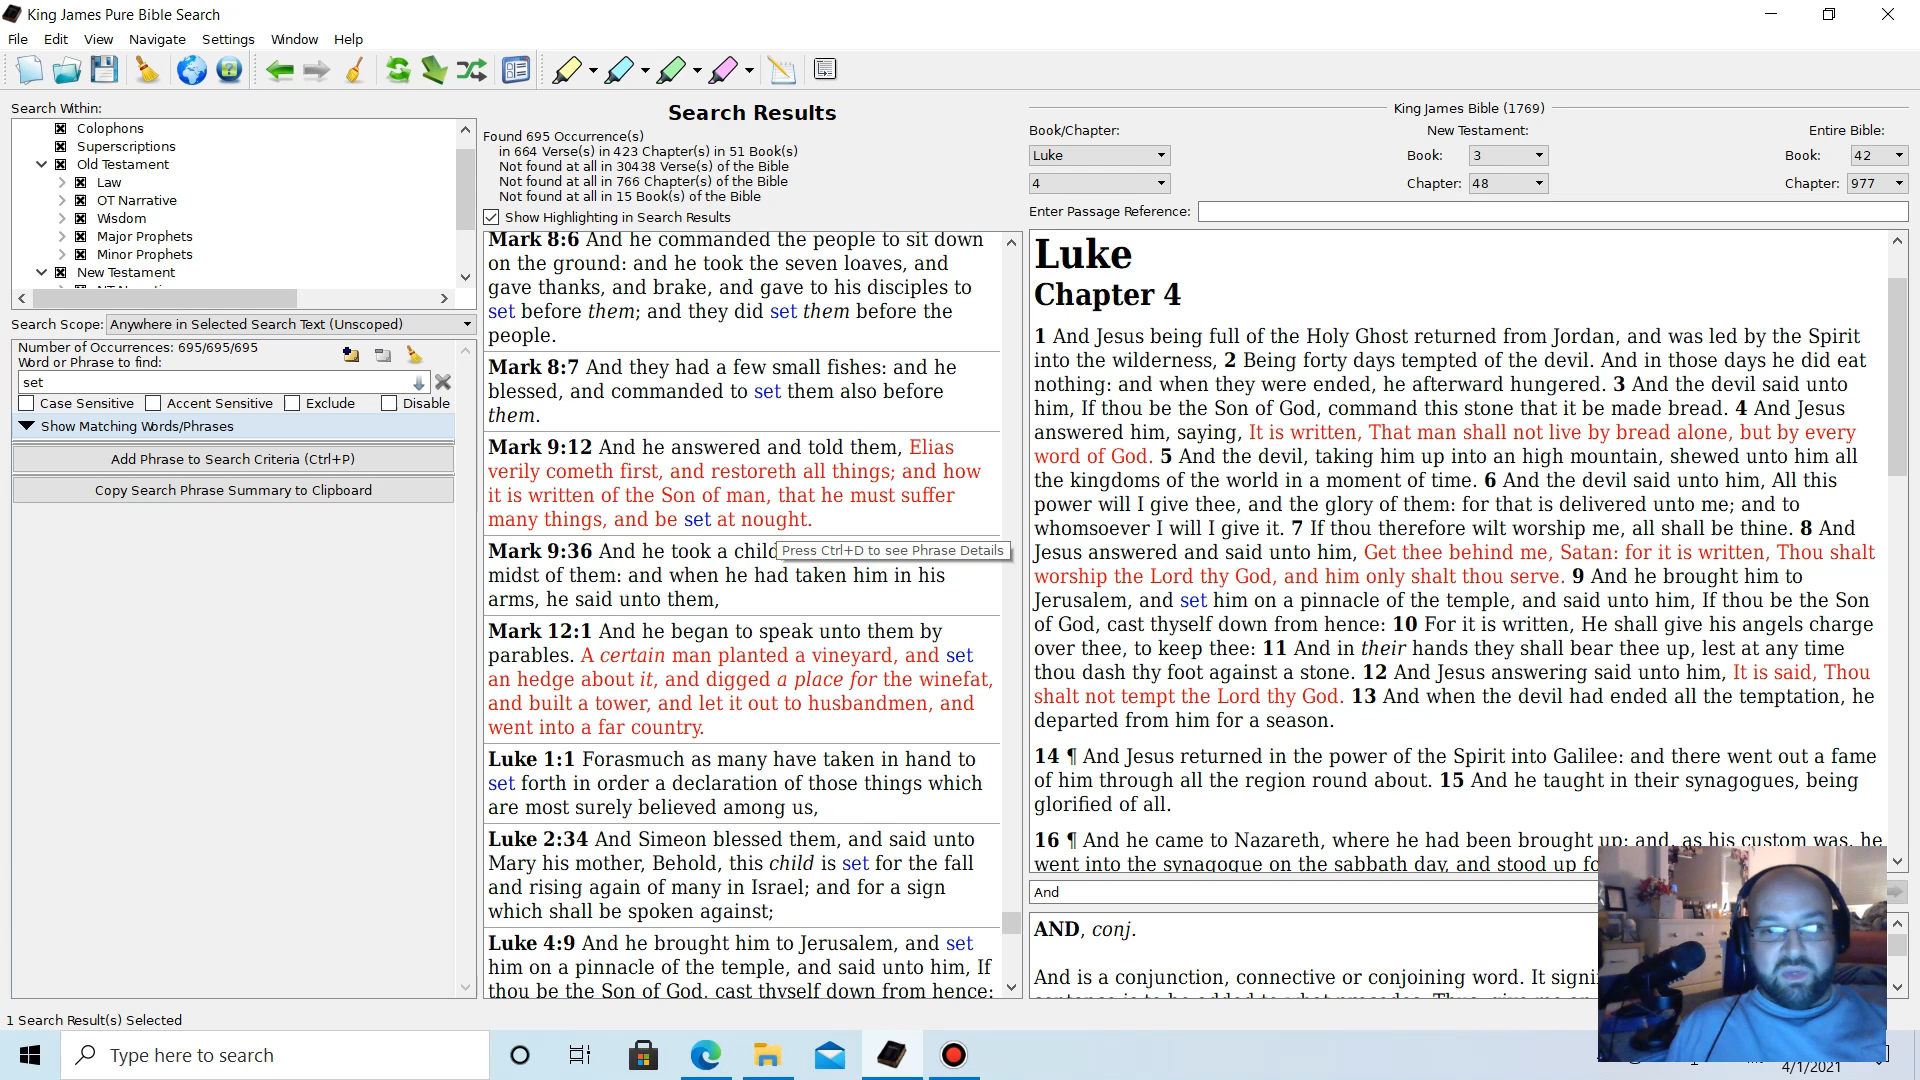 King James Pure Bible Search
File Edit View Navigate Settings Window Help
Search Within:
Colophons
Superscriptions
Old Testament
Law
OT Narrative
Wisdom
Major Prophets
Minor Prophets
New Testament
Search Scope: Anywhere in Selected Search Text (Unscoped)
Number of Occurrences: 695/695/695
Word or Phrase to find:
set
Case Sensitive Accent Sensitive Exclude Disable
Show Matching Words/Phrases
Add Phrase to Search Criteria (Ctrl+P)
Copy Search Phrase Summary to Clipboard
Search Results
Found 695 Occurrence(s)
in 664 Verse(s) in 423 Chapter(s) in 51 Book(s)
Not found at all in 30438 Verse(s) of the Bible
Not found at all in 766 Chapter(s) of the Bible
Not found at all in 15 Book(s) of the Bible
Show Highlighting in Search Results
Mark 8:6 And he commanded the people to sit down
on the ground: and he took the seven loaves, and
gave thanks, and brake, and gave to his disciples to
set before them; and they did set them before the
people.
Mark 8:7 And they had a few small fishes: and he
blessed, and commanded to set them also before
them.
Mark 9:12 And he answered and told them, Elias
verily cometh first, and restoreth all things; and how
it is written of the Son of man, that he must suffer
many things, and be set at nought.
Mark 9:36 And he took a child
Press Ctrl+D to see Phrase Details
midst of them: and when he had taken him in his
arms, he said unto them,
Mark 12:1 And he began to speak unto them by
parables. A certain man planted a vineyard, and set
an hedge about it, and digged a place for the winefat,
and built a tower, and let it out to husbandmen, and
went into a far country.
Luke 1:1 Forasmuch as many have taken in hand to
set forth in order a declaration of those things which
are most surely believed among us,
Luke 2:34 And Simeon blessed them, and said unto
Mary his mother, Behold, this child is set for the fall
and rising again of many in Israel; and for a sign
which shall be spoken against;
Luke 4:9 And he brought him to Jerusalem, and set
him on a pinnacle of the temple, and said unto him, If
thou be the Son of God, cast thyself down from hence:
King James Bible (1769)
Book/Chapter: New Testament: Entire Bible:
Luke Book: 3 Book: 42
4 Chapter: 48 Chapter: 977
Enter Passage Reference:
Luke
Chapter 4
1 And Jesus being full of the Holy Ghost returned from Jordan, and was led by the Spirit
into the wilderness, 2 Being forty days tempted of the devil. And in those days he did eat
nothing: and when they were ended, he afterward hungered. 3 And the devil said unto
him, If thou be the Son of God, command this stone that it be made bread. 4 And Jesus
answered him, saying, It is written, That man shall not live by bread alone, but by every
word of God. 5 And the devil, taking him up into an high mountain, shewed unto him all
the kingdoms of the world in a moment of time. 6 And the devil said unto him, All this
power will I give thee, and the glory of them: for that is delivered unto me; and to
whomsoever I will I give it. 7 If thou therefore wilt worship me, all shall be thine. 8 And
Jesus answered and said unto him, Get thee behind me, Satan: for it is written, Thou shalt
worship the Lord thy God, and him only shalt thou serve. 9 And he brought him to
Jerusalem, and set him on a pinnacle of the temple, and said unto him, If thou be the Son
of God, cast thyself down from hence: 10 For it is written, He shall give his angels charge
over thee, to keep thee: 11 And in their hands they shall bear thee up, lest at any time
thou dash thy foot against a stone. 12 And Jesus answering said unto him, It is said, Thou
shalt not tempt the Lord thy God. 13 And when the devil had ended all the temptation, he
departed from him for a season.
14 ¶ And Jesus returned in the power of the Spirit into Galilee: and there went out a fame
of him through all the region round about. 15 And he taught in their synagogues, being
glorified of all.
16 ¶ And he came to Nazareth, where he had been brought up: and, as his custom was, he
went into the synagogue on the sabbath day, and stood up
And
AND, conj.
And is a conjunction, connective or conjoining word. It
1 Search Result(s) Selected
Type here to search
4/1/2021